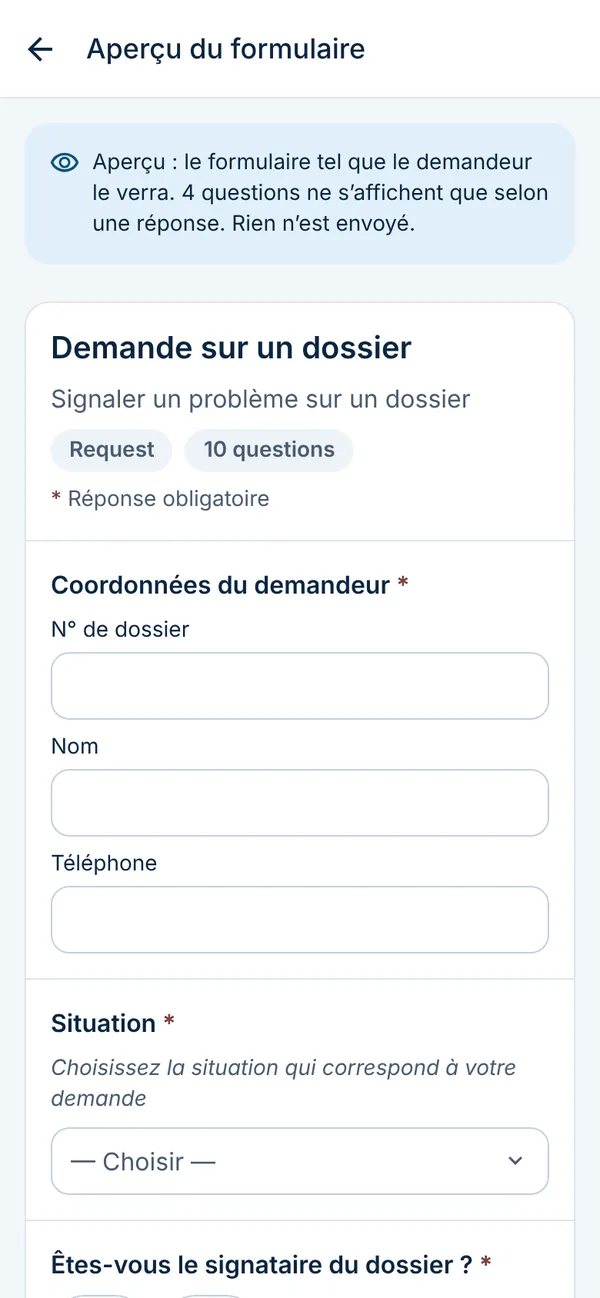 Aperçu du formulaire
Aperçu : le formulaire tel que le demandeur
le verra. 4 questions ne s’affichent que selon
une réponse. Rien n’est envoyé.
Demande sur un dossier
Signaler un problème sur un dossier
Request
10 questions
* Réponse obligatoire
Coordonnées du demandeur *
N° de dossier
Nom
Téléphone
Situation *
Choisissez la situation qui correspond à votre
demande
— Choisir —
Êtes-vous le signataire du dossier ? *